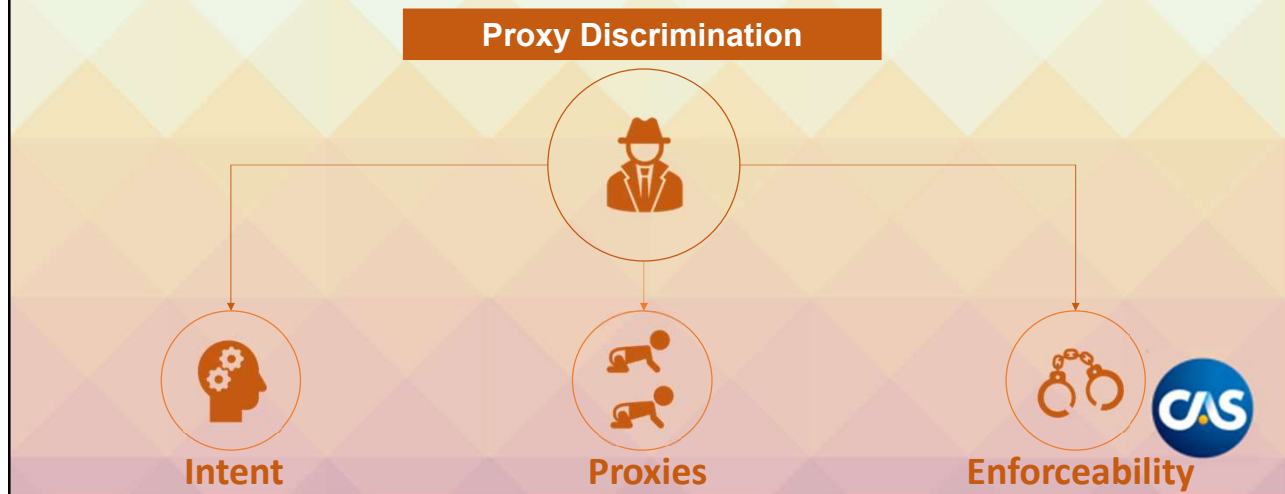 Proxy Discrimination
CAS
Intent
Proxies
Enforceability